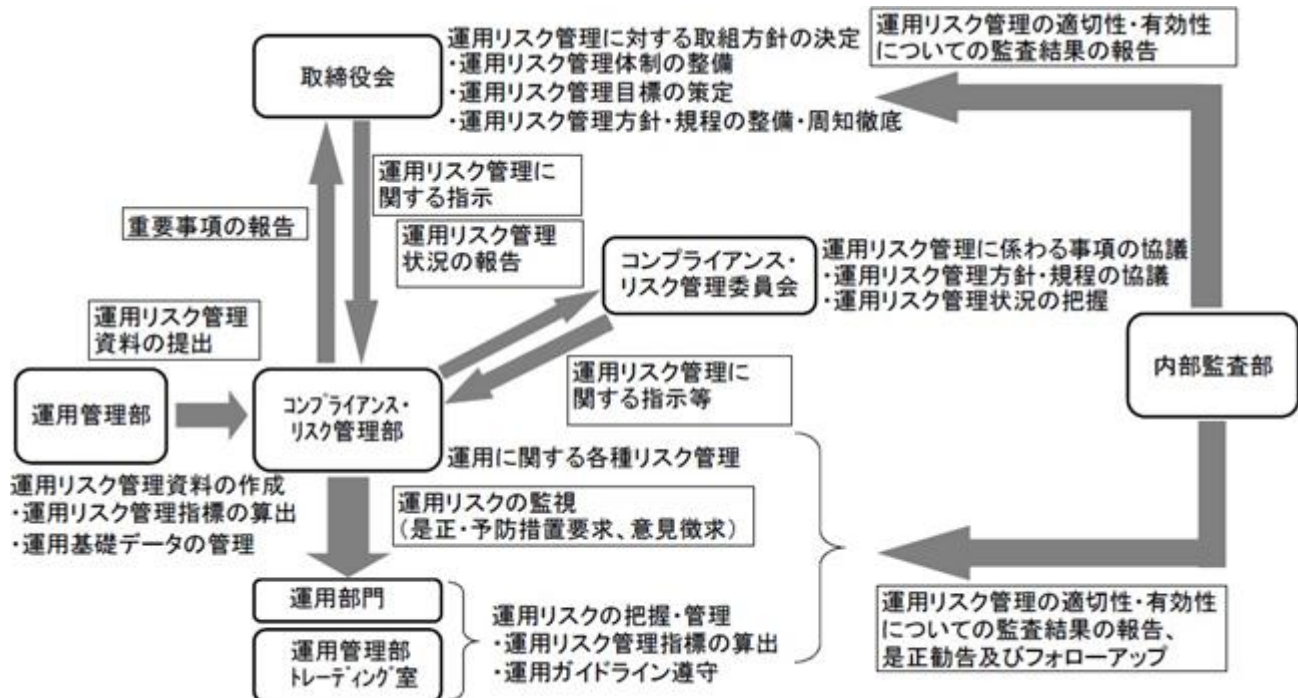 取締役会
運用リスク管理に対する取組方針の決定
・運用リスク管理体制の整備
・運用リスク管理目標の策定
・運用リスク管理方針・規程の整備・周知徹底
運用リスク管理の適切性・有効性
についての監査結果の報告
運用リスク管理に
関する指示
重要事項の報告
運用リスク管理
状況の報告
コンプライアンス・
リスク管理委員会
運用リスク管理に係わる事項の協議
・運用リスク管理方針・規程の協議
・運用リスク管理状況の把握
運用リスク管理
資料の提出
内部監査部
運用管理部
コンプライアンス・
リスク管理部
運用リスク管理に
関する指示等
運用に関する各種リスク管理
運用リスク管理資料の作成
・運用リスク管理指標の算出
・運用基礎データの管理
運用リスクの監視
(是正・予防措置要求、意見徴求)
運用部門
運用管理部
トレーディング室
運用リスクの把握・管理
・運用リスク管理指標の算出
・運用ガイドライン遵守
運用リスク管理の適切性・有効性
についての監査結果の報告、
是正勧告及びフォローアップ